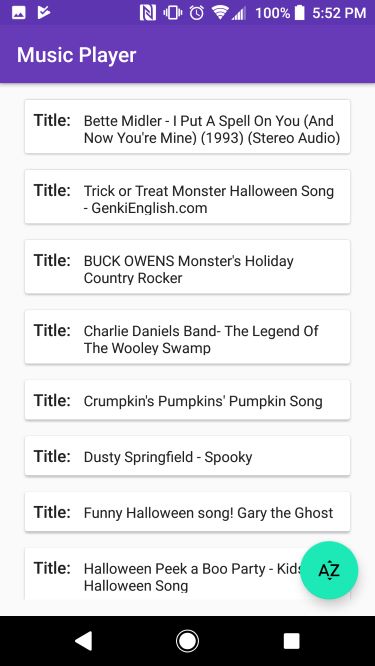 100% 5:52 PM
Music Player
Title: Bette Midler - I Put A Spell On You (And
Now You're Mine) (1993) (Stereo Audio)
Title: Trick or Treat Monster Halloween Song
- GenkiEnglish.com
Title: BUCK OWENS Monster's Holiday
Country Rocker
Title: Charlie Daniels Band- The Legend Of
The Wooley Swamp
Title: Crumpkin's Pumpkins' Pumpkin Song
Title: Dusty Springfield - Spooky
Title: Funny Halloween song! Gary the Ghost
Title: Halloween Peek a Boo Party - Kids
Halloween Song
AZ